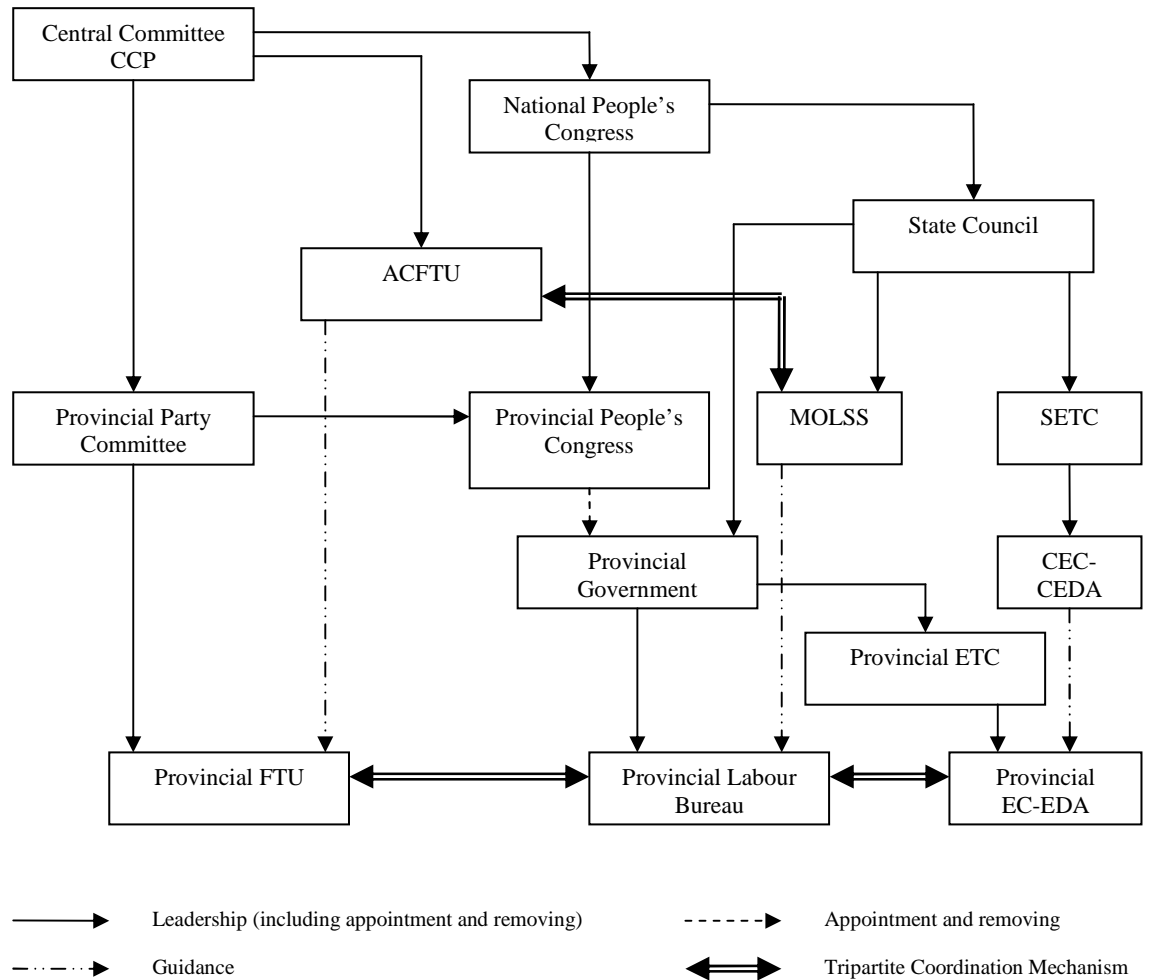 Central Committee
CCP
National People's
Congress
State Council
ACFTU
Provincial Party
Committee
Provincial People's
Congress
MOLSS
SETC
Provincial
Government
CEC-
CEDA
Provincial ETC
Provincial FTU
Provincial Labour
Bureau
Provincial
EC-EDA
Leadership (including appointment and removing)
Appointment and removing
Guidance
Tripartite Coordination Mechanism